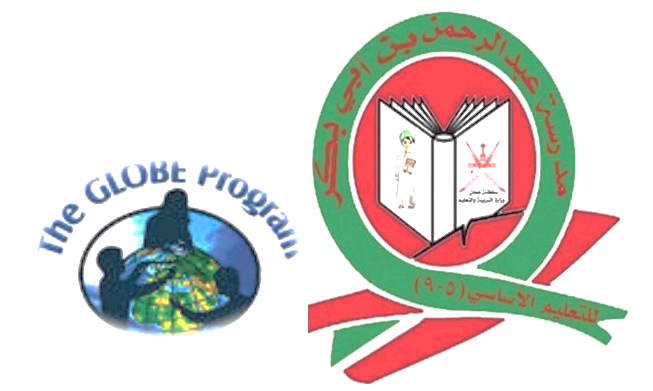 The GLOBE Program
مدرسة عبدالرحمن بن ابي بكر
سلطنة عمان
وزارة التربية والتعليم
للتعليم الأساسي (٥-٩)